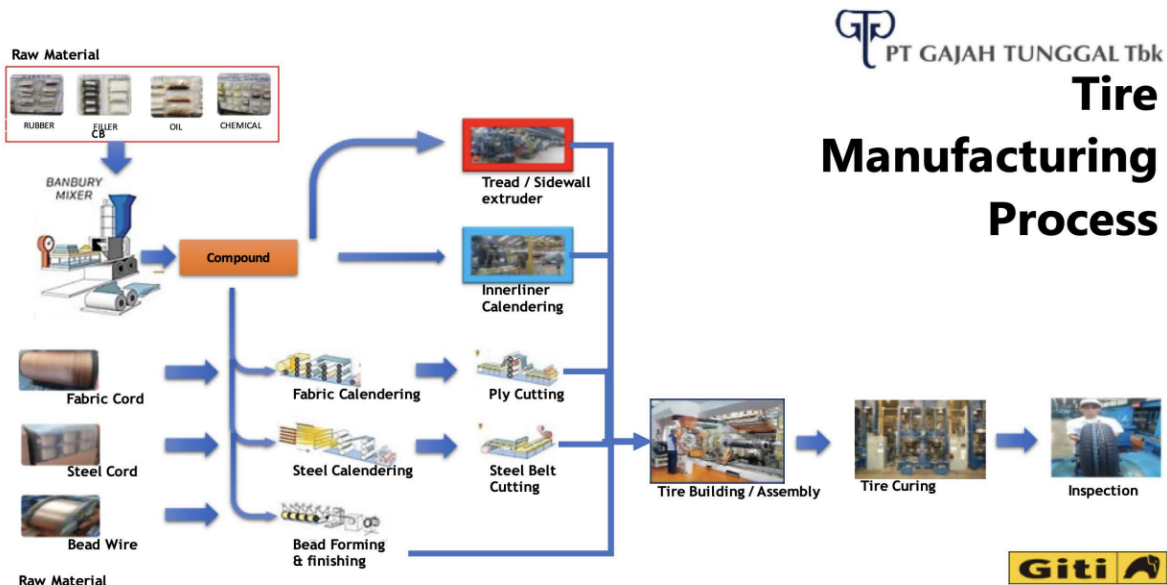 GTP
PT GAJAH TUNGGAL Tbk
Tire
Manufacturing
Process
Raw Material
RUBBER
FILLER
OIL
CHEMICAL
CB
BANBURY
MIXER
Compound
Tread / Sidewall
extruder
Innerliner
Calendering
Fabric Cord
Fabric Calendering
Ply Cutting
Steel Cord
Steel Calendering
Steel Belt
Cutting
Bead Wire
Bead Forming
& finishing
Tire Building / Assembly
Tire Curing
Inspection
Raw Material
Giti